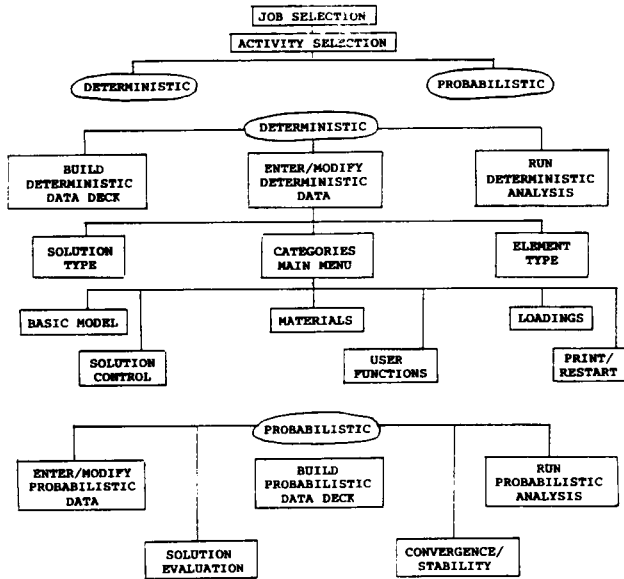 JOB SELECTION
ACTIVITY SELECTION
DETERMINISTIC
PROBABILISTIC
DETERMINISTIC
BUILD
DETERMINISTIC
DATA DECK
ENTER/MODIFY
DETERMINISTIC
DATA
RUN
DETERMINISTIC
ANALYSIS
SOLUTION
TYPE
CATEGORIES
MAIN MENU
ELEMENT
TYPE
BASIC MODEL
MATERIALS
LOADINGS
SOLUTION
CONTROL
USER
FUNCTIONS
PRINT/
RESTART
PROBABILISTIC
ENTER/MODIFY
PROBABILISTIC
DATA
BUILD
PROBABILISTIC
DATA DECK
RUN
PROBABILISTIC
ANALYSIS
SOLUTION
EVALUATION
CONVERGENCE/
STABILITY